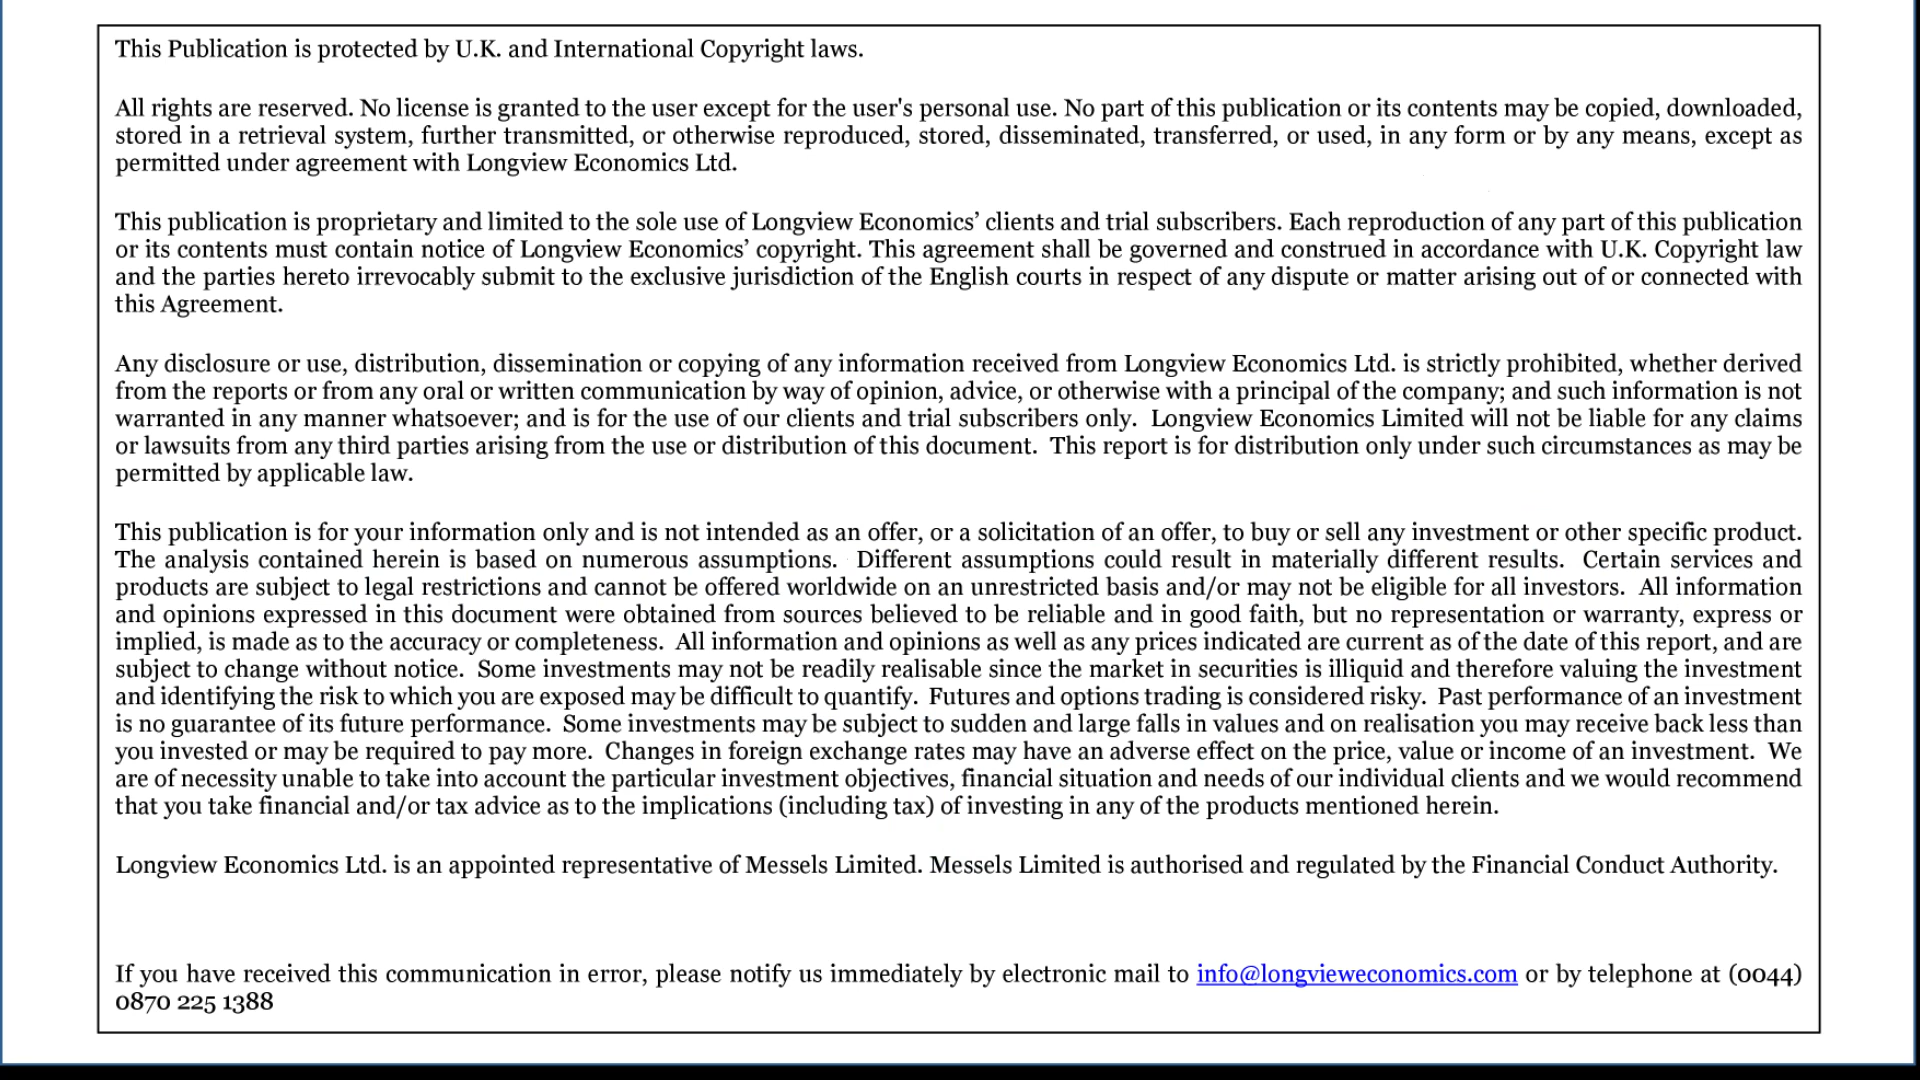 This Publication is protected by U.K. and International Copyright laws.
All rights are reserved. No license is granted to the user except for the user's personal use. No part of this publication or its contents may be copied, downloaded,
stored in a retrieval system, further transmitted, or otherwise reproduced, stored, disseminated, transferred, or used, in any form or by any means, except as
permitted under agreement with Longview Economics Ltd.
This publication is proprietary and limited to the sole use of Longview Economics’ clients and trial subscribers. Each reproduction of any part of this publication
or its contents must contain notice of Longview Economics’ copyright. This agreement shall be governed and construed in accordance with U.K. Copyright law
and the parties hereto irrevocably submit to the exclusive jurisdiction of the English courts in respect of any dispute or matter arising out of or connected with
this Agreement.
Any disclosure or use, distribution, dissemination or copying of any information received from Longview Economics Ltd. is strictly prohibited, whether derived
from the reports or from any oral or written communication by way of opinion, advice, or otherwise with a principal of the company; and such information is not
warranted in any manner whatsoever; and is for the use of our clients and trial subscribers only.  Longview Economics Limited will not be liable for any claims
or lawsuits from any third parties arising from the use or distribution of this document.  This report is for distribution only under such circumstances as may be
permitted by applicable law.
This publication is for your information only and is not intended as an offer, or a solicitation of an offer, to buy or sell any investment or other specific product.
The analysis contained herein is based on numerous assumptions.  Different assumptions could result in materially different results.  Certain services and
products are subject to legal restrictions and cannot be offered worldwide on an unrestricted basis and/or may not be eligible for all investors.  All information
and opinions expressed in this document were obtained from sources believed to be reliable and in good faith, but no representation or warranty, express or
implied, is made as to the accuracy or completeness.  All information and opinions as well as any prices indicated are current as of the date of this report, and are
subject to change without notice.  Some investments may not be readily realisable since the market in securities is illiquid and therefore valuing the investment
and identifying the risk to which you are exposed may be difficult to quantify.  Futures and options trading is considered risky.  Past performance of an investment
is no guarantee of its future performance.  Some investments may be subject to sudden and large falls in values and on realisation you may receive back less than
you invested or may be required to pay more.  Changes in foreign exchange rates may have an adverse effect on the price, value or income of an investment.  We
are of necessity unable to take into account the particular investment objectives, financial situation and needs of our individual clients and we would recommend
that you take financial and/or tax advice as to the implications (including tax) of investing in any of the products mentioned herein.
Longview Economics Ltd. is an appointed representative of Messels Limited. Messels Limited is authorised and regulated by the Financial Conduct Authority.
If you have received this communication in error, please notify us immediately by electronic mail to info@longvieweconomics.com or by telephone at (0044)
0870 225 1388